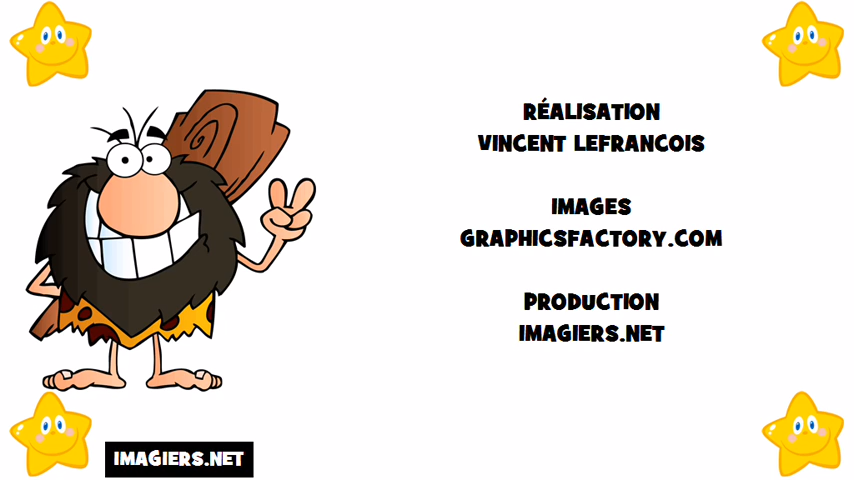 RÉALISATION
VINCENT LEFRANCOIS
IMAGES
GRAPHICSFACTORY.COM
PRODUCTION
IMAGIERS.NET
IMAGIERS.NET